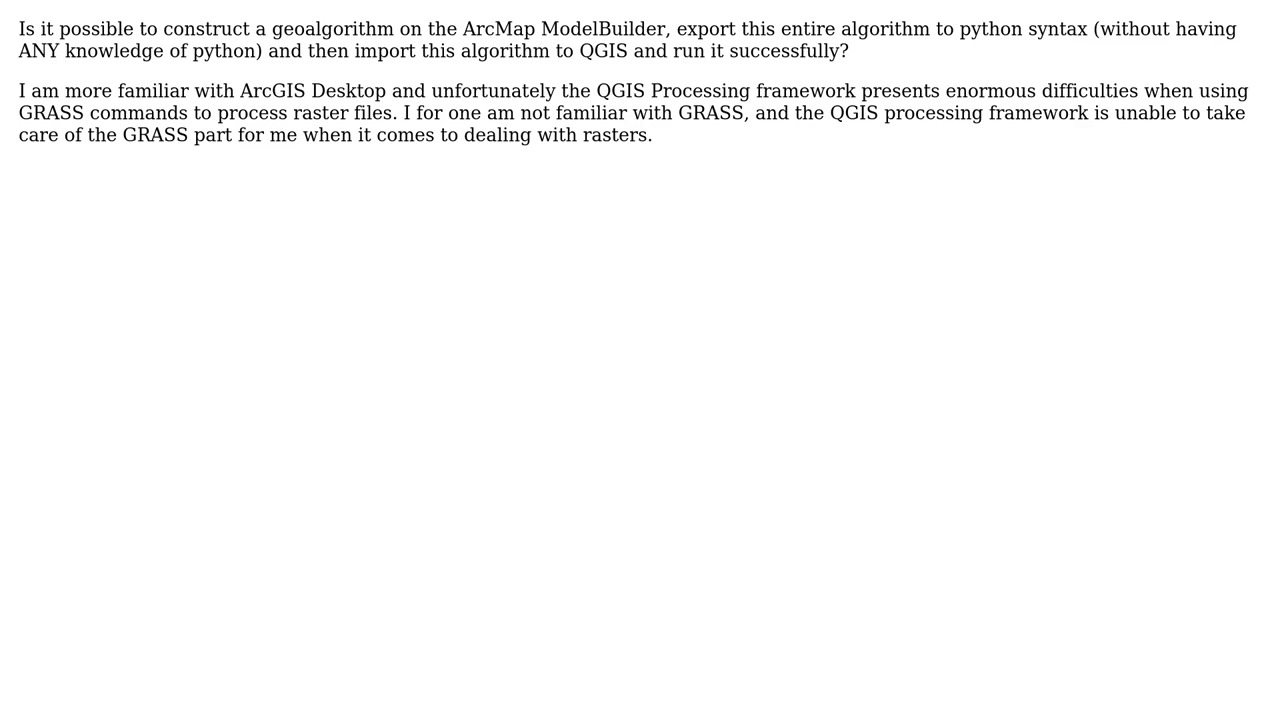 Is it possible to construct a geoalgorithm on the ArcMap ModelBuilder, export this entire algorithm to python syntax (without having
ANY knowledge of python) and then import this algorithm to QGIS and run it successfully?
I am more familiar with ArcGIS Desktop and unfortunately the QGIS Processing framework presents enormous difficulties when using
GRASS commands to process raster files. I for one am not familiar with GRASS, and the QGIS processing framework is unable to take
care of the GRASS part for me when it comes to dealing with rasters.